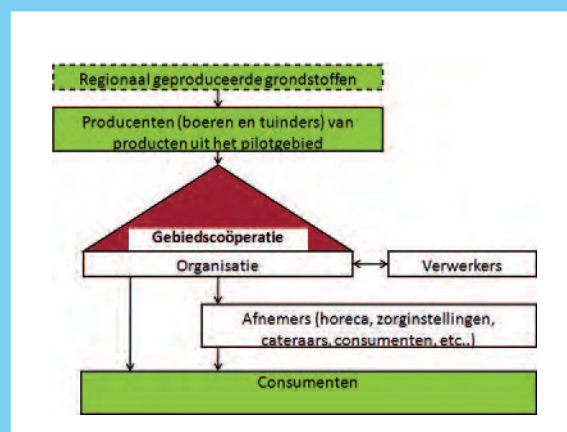 Regionaal geproduceerde grondstoffen
Producenten (boeren en tuinders) van
producten uit het pilotgebied
Gebiedscoöperatie
Organisatie
Verwerkers
Afnemers (horeca, zorginstellingen,
cateraars, consumenten, etc..)
Consumenten